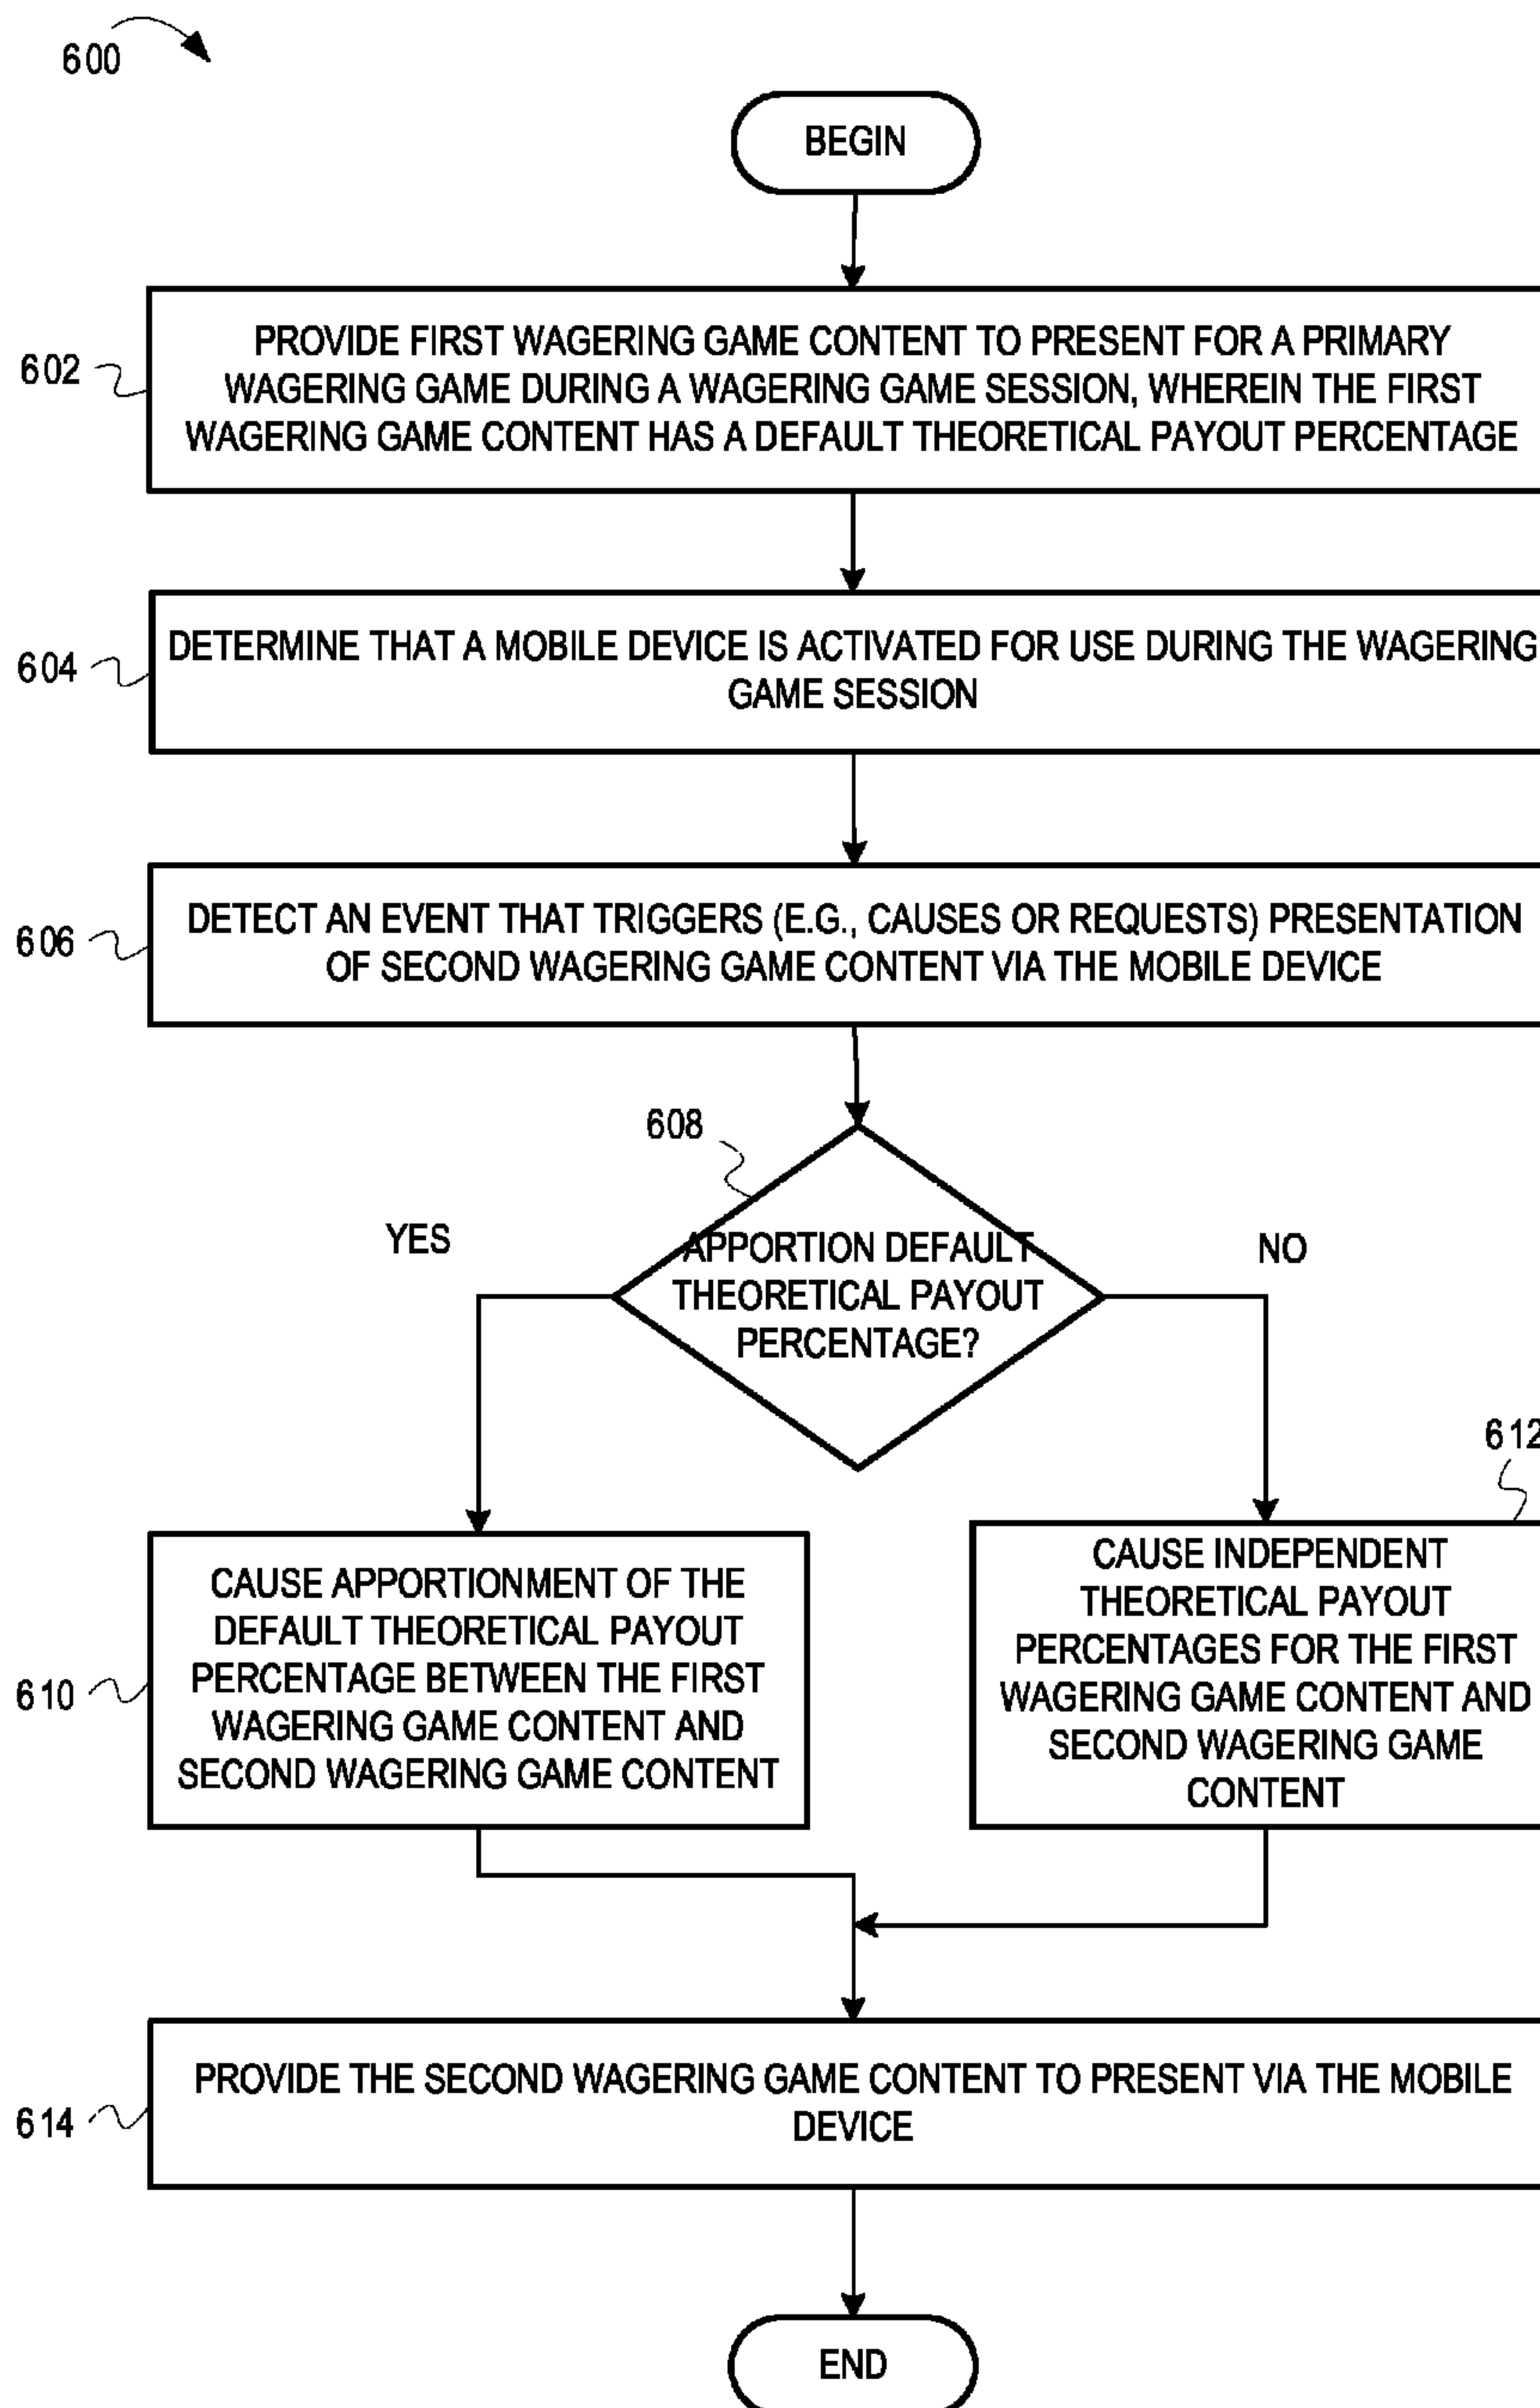 600
BEGIN
602
PROVIDE FIRST WAGERING GAME CONTENT TO PRESENT FOR A PRIMARY
WAGERING GAME DURING A WAGERING GAME SESSION, WHEREIN THE FIRST
WAGERING GAME CONTENT HAS A DEFAULT THEORETICAL PAYOUT PERCENTAGE
604
DETERMINE THAT A MOBILE DEVICE IS ACTIVATED FOR USE DURING THE WAGERING
GAME SESSION
606
DETECT AN EVENT THAT TRIGGERS (E.G., CAUSES OR REQUESTS) PRESENTATION
OF SECOND WAGERING GAME CONTENT VIA THE MOBILE DEVICE
608
YES
APPORTION DEFAULT
THEORETICAL PAYOUT
PERCENTAGE?
NO
610
CAUSE APPORTIONMENT OF THE
DEFAULT THEORETICAL PAYOUT
PERCENTAGE BETWEEN THE FIRST
WAGERING GAME CONTENT AND
SECOND WAGERING GAME CONTENT
612
CAUSE INDEPENDENT
THEORETICAL PAYOUT
PERCENTAGES FOR THE FIRST
WAGERING GAME CONTENT AND
SECOND WAGERING GAME
CONTENT
614
PROVIDE THE SECOND WAGERING GAME CONTENT TO PRESENT VIA THE MOBILE
DEVICE
END